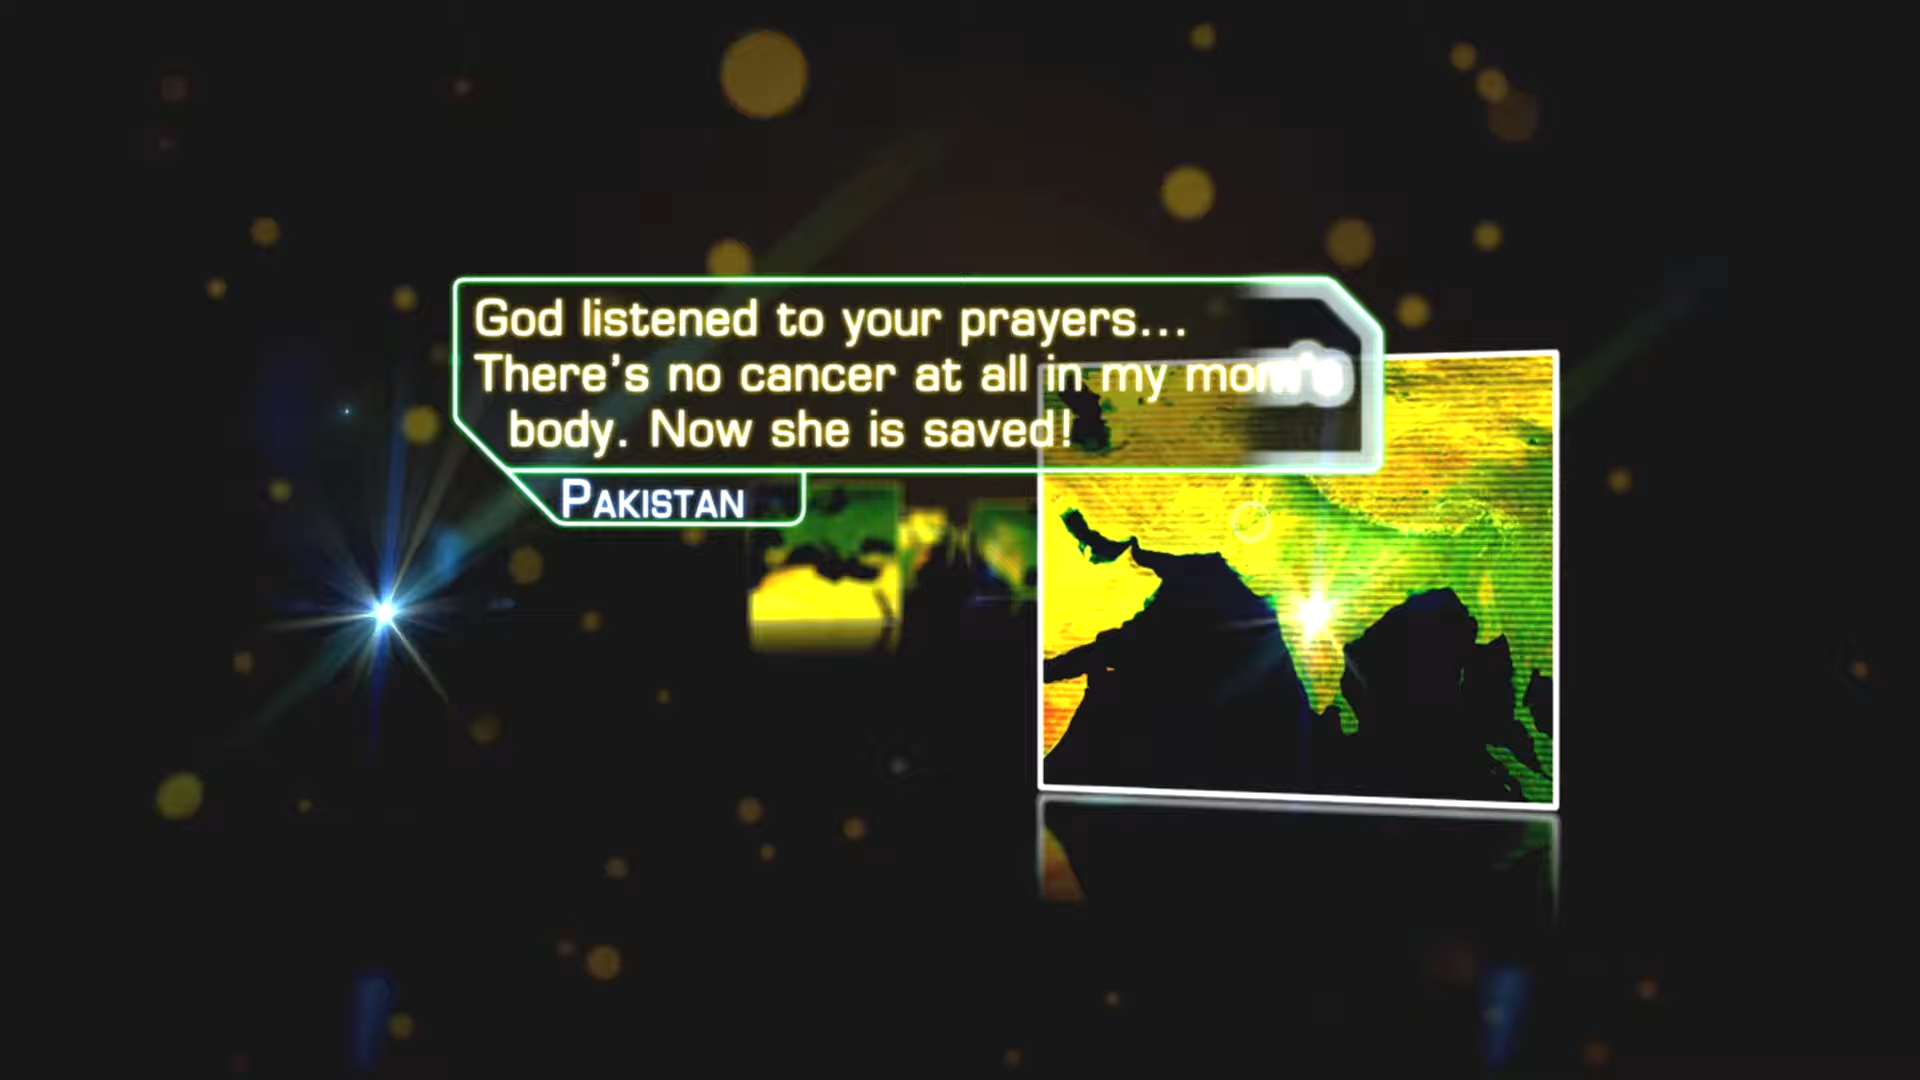 God listened to your prayers...
There's no cancer at all in my mom's
body. Now she is saved!
PAKISTAN